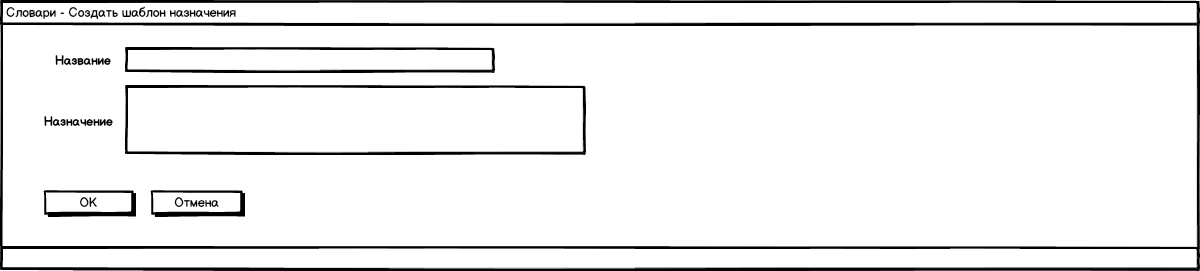 Словари - Создать шаблон назначения
Название
Назначение
OK
Отмена